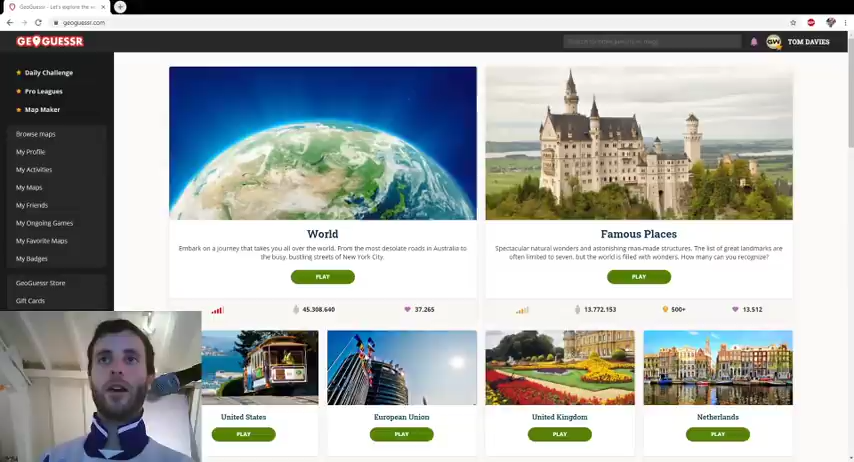 GeoGuessr - Let's explore the w
geoguessr.com
GEOGUESSR
TOM DAVIES
Daily Challenge
Pro Leagues
Map Maker
Browse maps
My Profile
My Activities
My Maps
My Friends
My Ongoing Games
My Favorite Maps
My Badges
GeoGuessr Store
Gift Cards
World
Embark on a journey that takes you all over the world. From the most desolate roads in Australia to
the busy, bustling streets of New York City.
PLAY
45.308.640
37.265
Famous Places
Spectacular natural wonders and astonishing man-made structures. The list of great landmarks are
often limited to seven, but the world is filled with wonders. How many can you recognize?
PLAY
13.772.153
500+
13.512
United States
PLAY
European Union
PLAY
United Kingdom
PLAY
Netherlands
PLAY